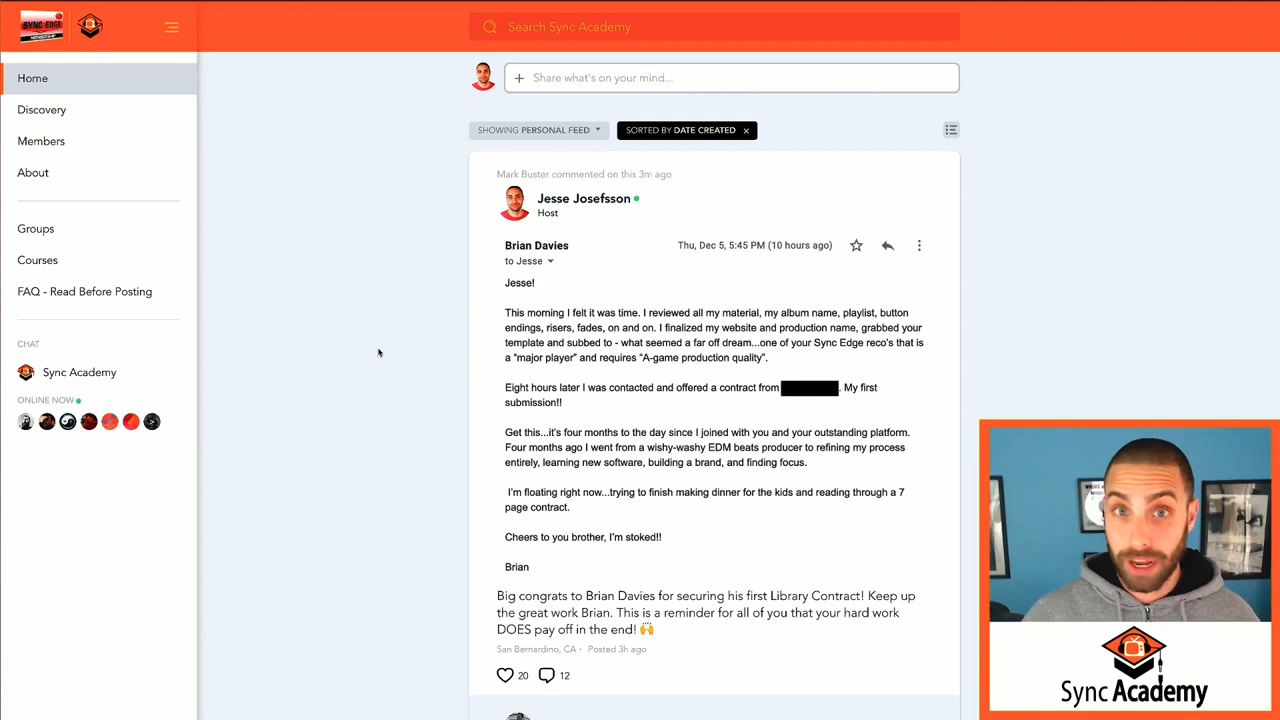 SYNC EDGE
Search Sync Academy
Home
Discovery
Members
About
Groups
Courses
FAQ - Read Before Posting
CHAT
Sync Academy
ONLINE NOW
Share what's on your mind...
SHOWING PERSONAL FEED
SORTED BY DATE CREATED ×
Mark Buster commented on this 3m ago
Jesse Josefsson
Host
Brian Davies
Thu, Dec 5, 5:45 PM (10 hours ago)
to Jesse
Jesse!
This morning I felt it was time. I reviewed all my material, my album name, playlist, button
endings, risers, fades, on and on. I finalized my website and production name, grabbed your
template and subbed to - what seemed a far off dream...one of your Sync Edge reco's that is
a “major player” and requires “A-game production quality”.
Eight hours later I was contacted and offered a contract from . My first
submission!!
Get this...it's four months to the day since I joined with you and your outstanding platform.
Four months ago I went from a wishy-washy EDM beats producer to refining my process
entirely, learning new software, building a brand, and finding focus.
I'm floating right now...trying to finish making dinner for the kids and reading through a 7
page contract.
Cheers to you brother, I'm stoked!!
Brian
Big congrats to Brian Davies for securing his first Library Contract! Keep up
the great work Brian. This is a reminder for all of you that your hard work
DOES pay off in the end! 🙌
San Bernardino, CA · Posted 3h ago
20
12
Sync Academy